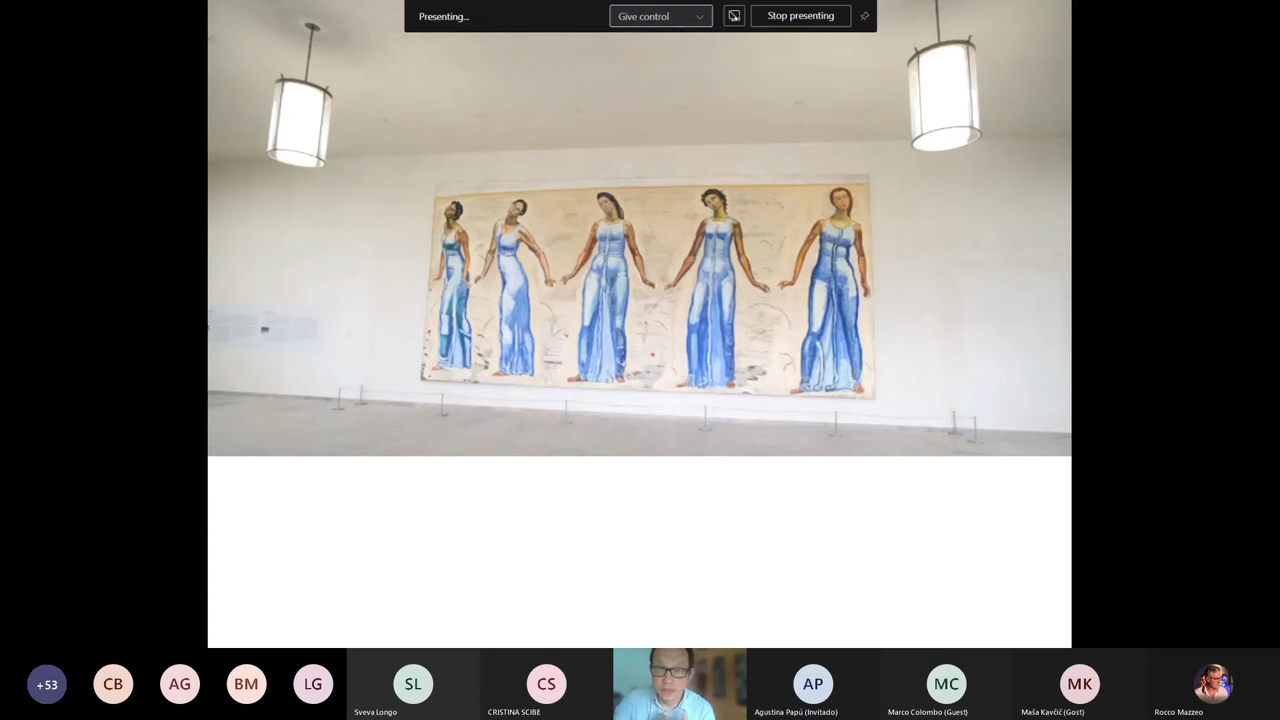 Presenting...
Give control
Stop presenting
+53
CB
AG
BM
LG
SL
CS
AP
MC
MK
Sveva Longo
CRISTINA SCIBE
Agustina Papú (Invitado)
Marco Colombo (Guest)
Maša Kavčič (Gost)
Rocco Mazzeo